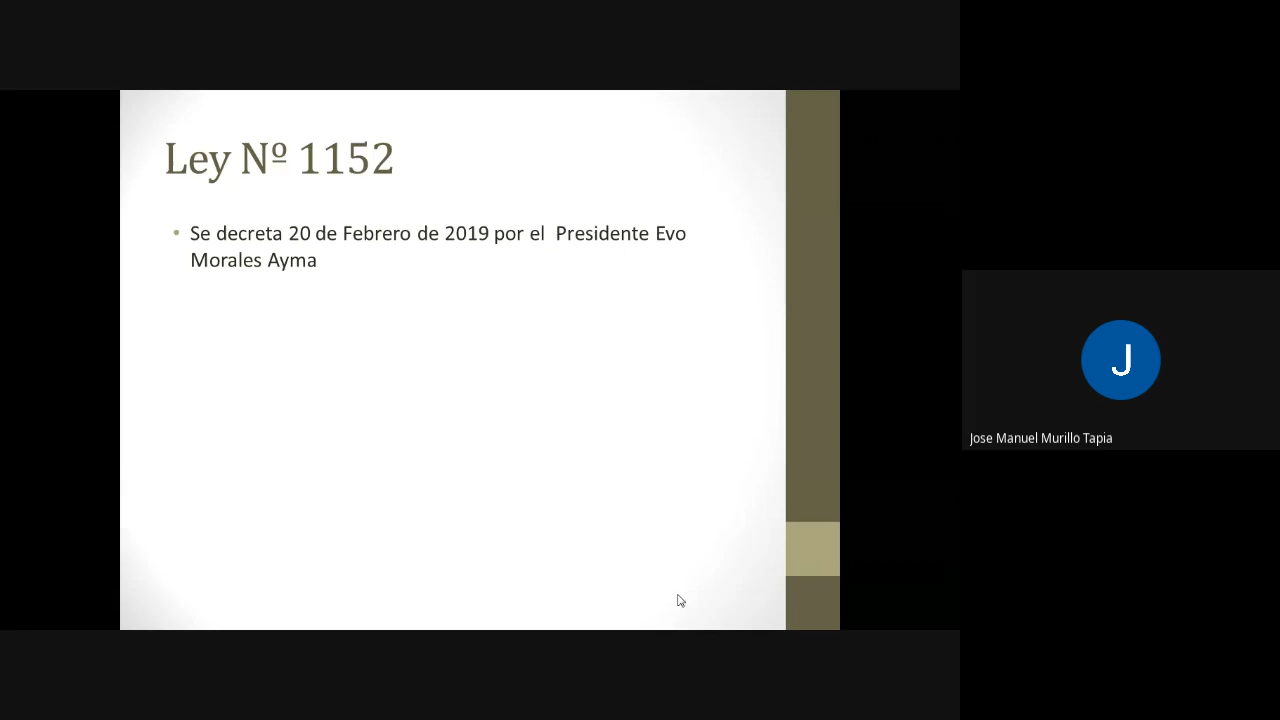 Ley Nº 1152
• Se decreta 20 de Febrero de 2019 por el Presidente Evo
Morales Ayma
J
Jose Manuel Murillo Tapia